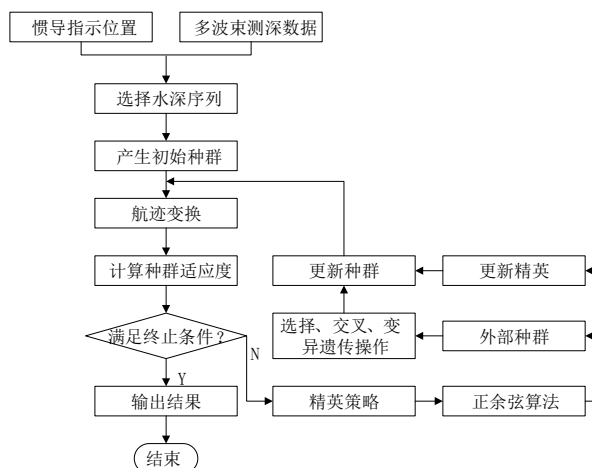 惯导指示位置
多波束测深数据
选择水深序列
产生初始种群
航迹变换
计算种群适应度
更新种群
更新精英
满足终止条件?
选择、交叉、变
异遗传操作
外部种群
N
Y
输出结果
精英策略
正余弦算法
结束